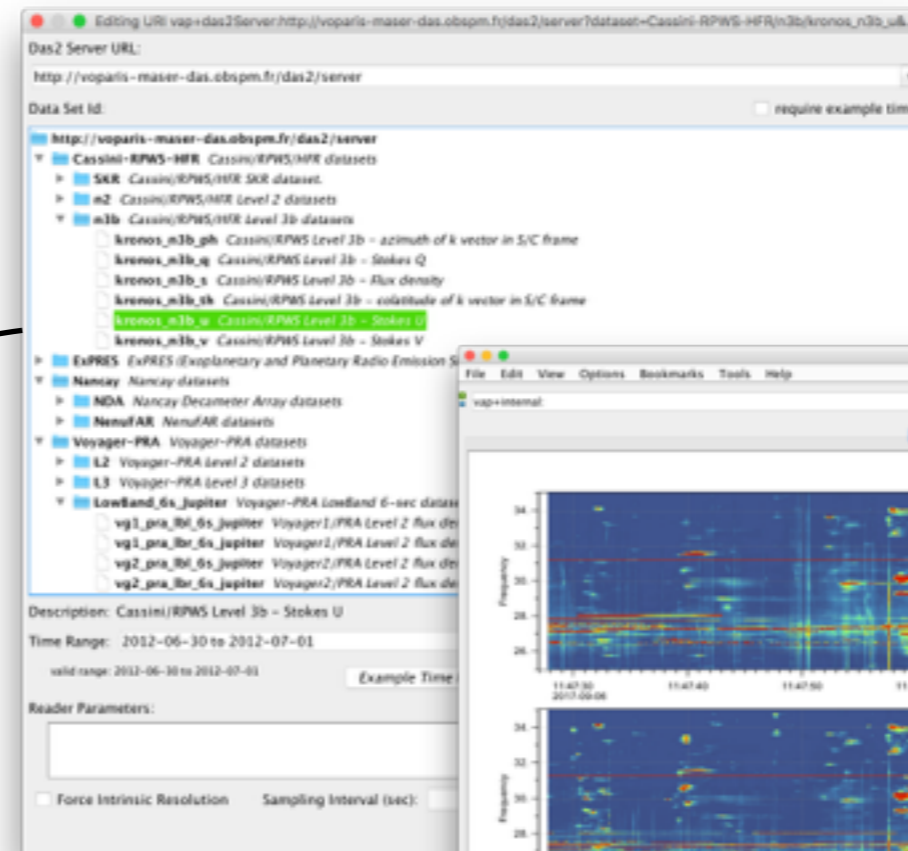 Editing URI vap+das2Server:http://voparis-maser-das.obspm.fr/das2/server?dataset=Cassini-RPWS-HFR/n3b/kronos_n3b_u&
Das2 Server URL:
http://voparis-maser-das.obspm.fr/das2/server
Data Set Id:
require example tim
http://voparis-maser-das.obspm.fr/das2/server
Cassini-RPWS-HFR Cassini/RPWS/HFR datasets
SKR Cassini/RPWS/HFR SKR dataset.
n2 Cassini/RPWS/HFR Level 2 datasets
n3b Cassini/RPWS/HFR Level 3b datasets
kronos_n3b_ph Cassini/RPWS Level 3b - azimuth of k vector in S/C frame
kronos_n3b_q Cassini/RPWS Level 3b - Stokes Q
kronos_n3b_s Cassini/RPWS Level 3b - Flux density
kronos_n3b_th Cassini/RPWS Level 3b - colatitude of k vector in S/C frame
kronos_n3b_u Cassini/RPWS Level 3b - Stokes U
kronos_n3b_v Cassini/RPWS Level 3b - Stokes V
ExPRES ExPRES (Exoplanetary and Planetary Radio Emission S
Nancay Nancay datasets
NDA Nancay Decameter Array datasets
NenufAR NenufAR datasets
Voyager-PRA Voyager-PRA datasets
L2 Voyager-PRA Level 2 datasets
L3 Voyager-PRA Level 3 datasets
LowBand_6s_Jupiter Voyager-PRA LowBand 6-sec datase
vg1_pra_lbl_6s_jupiter Voyager1/PRA Level 2 flux de
vg1_pra_lbr_6s_jupiter Voyager1/PRA Level 2 flux de
vg2_pra_lbl_6s_jupiter Voyager2/PRA Level 2 flux de
vg2_pra_lbr_6s_jupiter Voyager2/PRA Level 2 flux de
Description: Cassini/RPWS Level 3b - Stokes U
Time Range: 2012-06-30 to 2012-07-01
valid range: 2012-06-30 to 2012-07-01
Example Time
Reader Parameters:
Force Intrinsic Resolution
Sampling Interval (sec):
File Edit View Options Bookmarks Tools Help
vap+internal:
34
32
30
28
26
Frequency
11:47:30
2017-09-06
11:47:40
11:47:50
11
34
32
30
28
Frequency